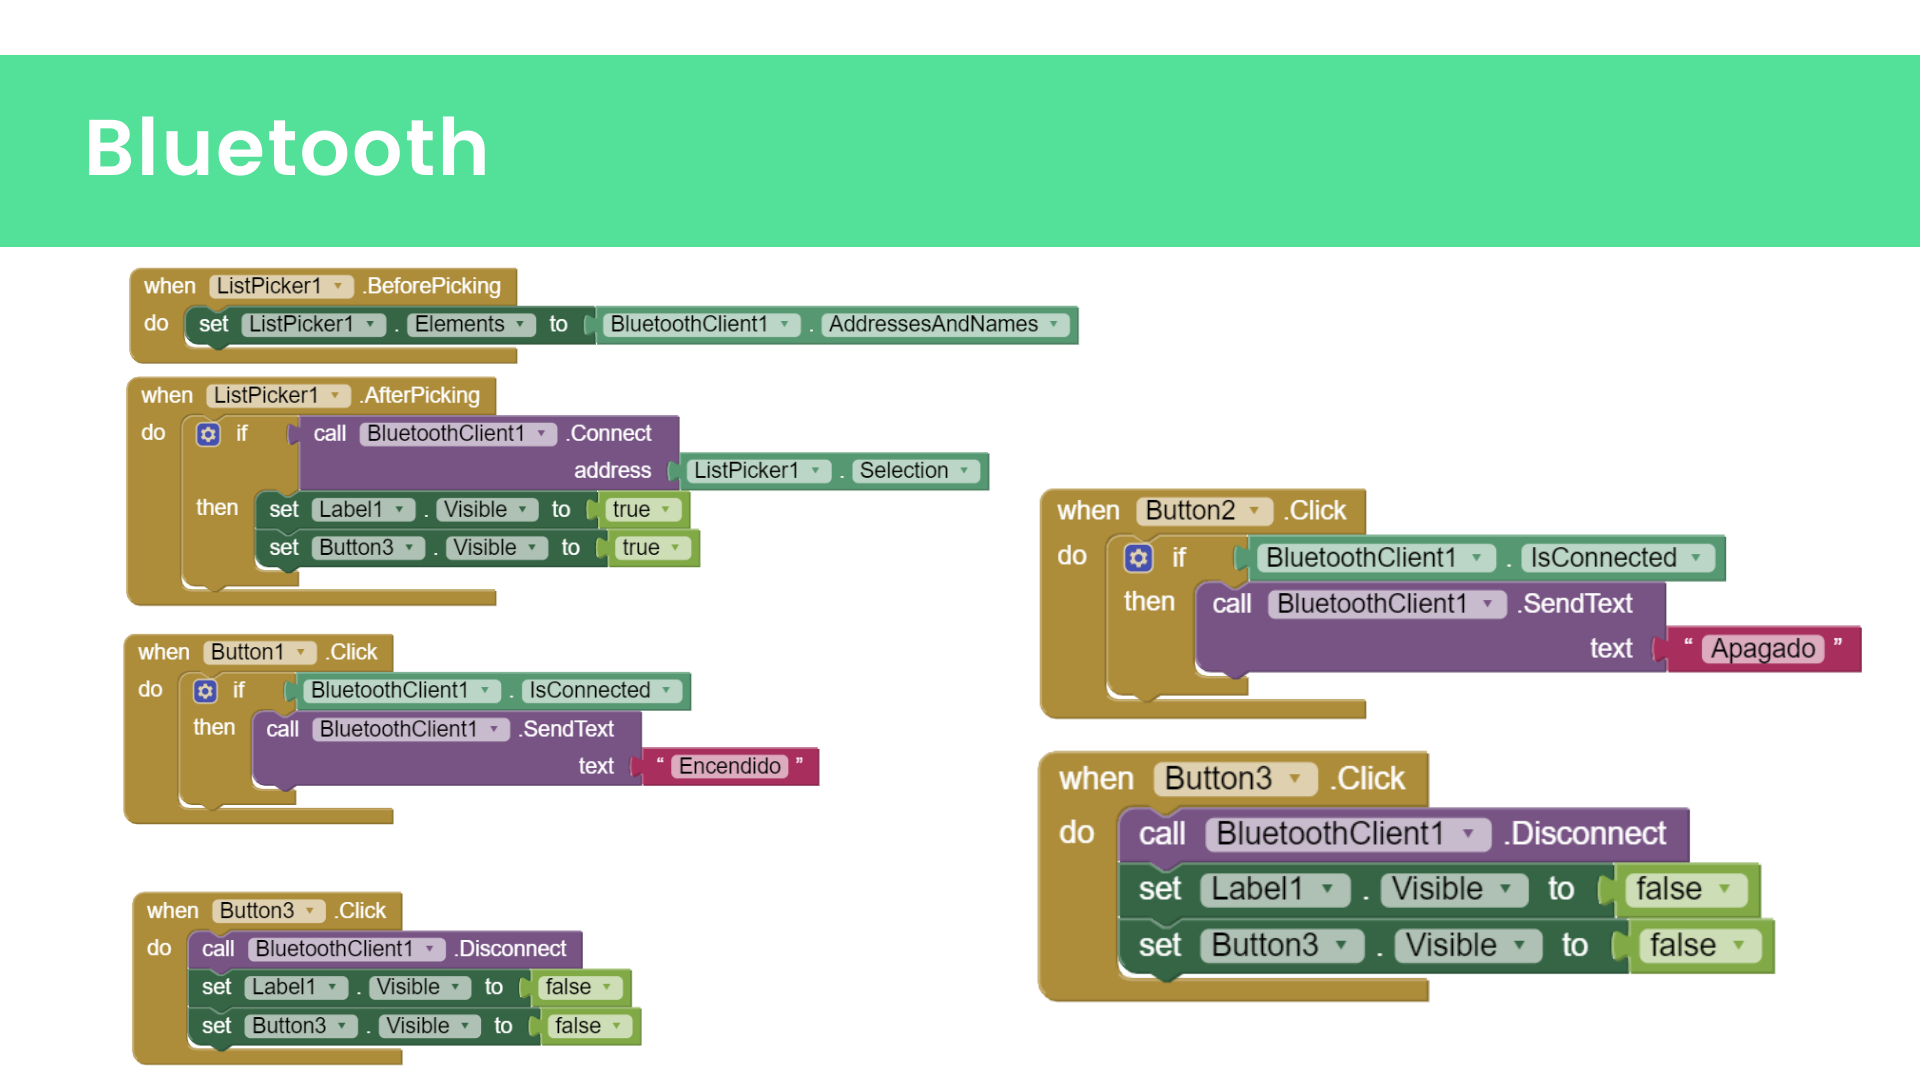 Bluetooth
when ListPicker1 .BeforePicking
do set ListPicker1 . Elements to BluetoothClient1 . AddressesAndNames
when ListPicker1 .AfterPicking
do if call BluetoothClient1 .Connect
address ListPicker1 . Selection
then set Label1 . Visible to true
set Button3 . Visible to true
when Button1 .Click
do if BluetoothClient1 . IsConnected
then call BluetoothClient1 .SendText
text “ Encendido ”
when Button3 .Click
do call BluetoothClient1 .Disconnect
set Label1 . Visible to false
set Button3 . Visible to false
when Button2 .Click
do if BluetoothClient1 . IsConnected
then call BluetoothClient1 .SendText
text “ Apagado ”
when Button3 .Click
do call BluetoothClient1 .Disconnect
set Label1 . Visible to false
set Button3 . Visible to false